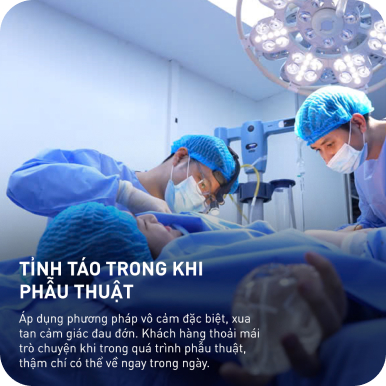 TỈNH TÁO TRONG KHI
PHẪU THUẬT
Áp dụng phương pháp vô cảm đặc biệt, xua
tan cảm giác đau đớn. Khách hàng thoải mái
trò chuyện khi trong quá trình phẫu thuật,
thậm chí có thể về ngay trong ngày.